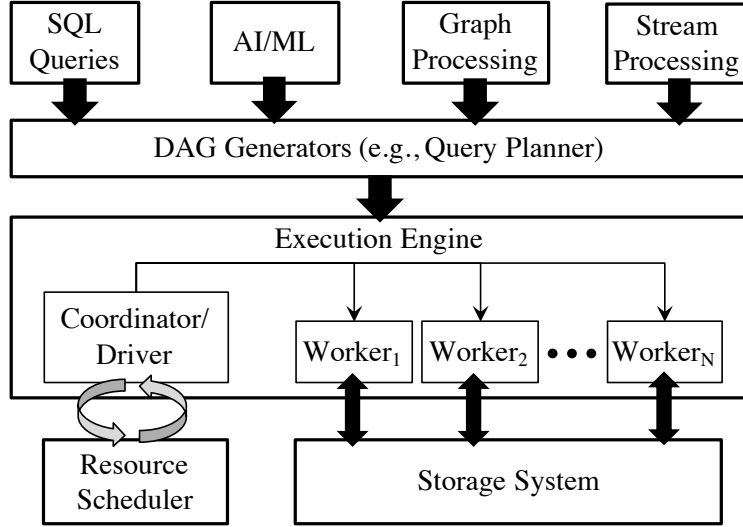 SQL
Queries
AI/ML
Graph
Processing
Stream
Processing
DAG Generators (e.g., Query Planner)
Execution Engine
Coordinator/
Driver
Worker₁
Worker₂
Worker_N
Resource
Scheduler
Storage System